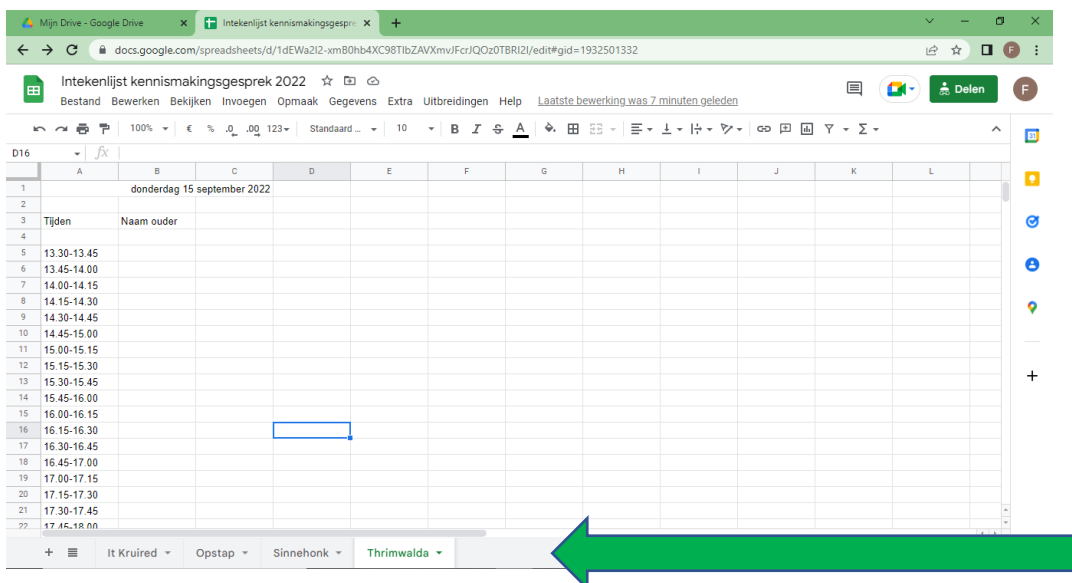 Mijn Drive - Google Drive
Intekenlijst kennismakingsgespre
docs.google.com/spreadsheets/d/1dEWa2I2-xmB0hb4XC98TIbZAVXmvJFcrJQOz0TBRI2I/edit#gid=1932501332
F
Intekenlijst kennismakingsgesprek 2022
Bestand Bewerken Bekijken Invoegen Opmaak Gegevens Extra Uitbreidingen Help Laatste bewerking was 7 minuten geleden
Delen
F
100% € % .0 .00 123 Standaard ... 10 B I S A
31
D16 fx
A B C D E F G H I J K L
1 donderdag 15 september 2022
2
3 Tijden Naam ouder
4
5 13.30-13.45
6 13.45-14.00
7 14.00-14.15
8 14.15-14.30
9 14.30-14.45
10 14.45-15.00
11 15.00-15.15
12 15.15-15.30
13 15.30-15.45
14 15.45-16.00
15 16.00-16.15
16 16.15-16.30
17 16.30-16.45
18 16.45-17.00
19 17.00-17.15
20 17.15-17.30
21 17.30-17.45
22 17.45-18.00
It Kruired Opstap Sinnehonk Thrimwalda